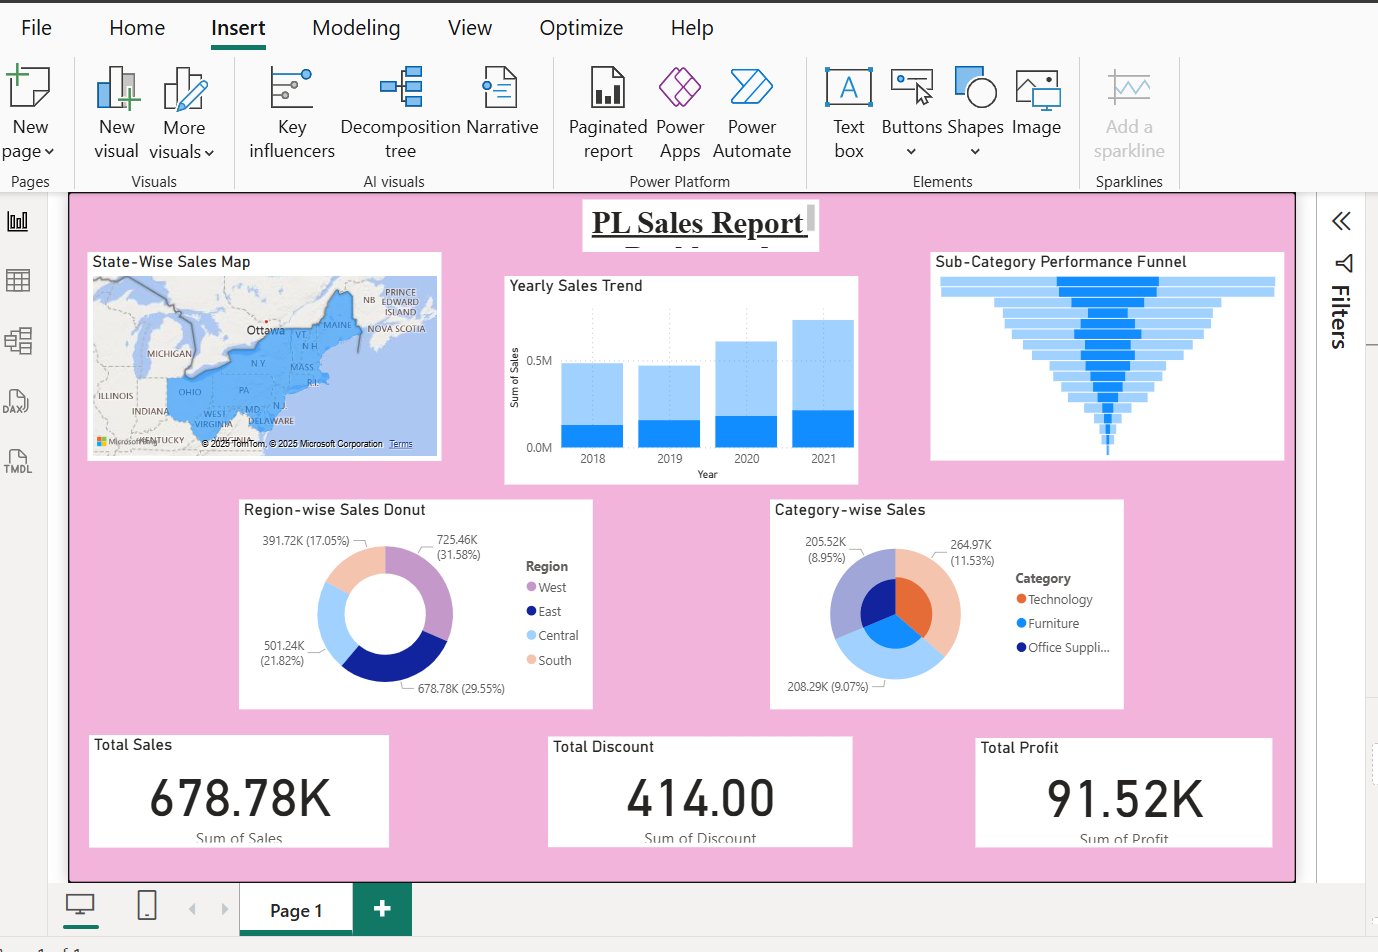 File Home Insert Modeling View Optimize Help
New page
New visual
More visuals
Key influencers
Decomposition tree
Narrative
Paginated report
Power Apps
Power Automate
Text box
Buttons
Shapes
Image
Add a sparkline
Pages
Visuals
AI visuals
Power Platform
Elements
Sparklines
DAX
TMDL
PL Sales Report
State-Wise Sales Map
PRINCE EDWARD ISLAND
NB
NOVA SCOTIA
Ottawa
MAINE
VT.
N.H.
MICHIGAN
N Y
MASS
R.I.
ILLINOIS
INDIANA
OHIO
PA
N.J.
MD
WEST VIRGINIA
DELAWARE
KENTUCKY
VIRGINIA
© 2025 TomTom, © 2025 Microsoft Corporation Terms
Yearly Sales Trend
Sum of Sales
0.5M
0.0M
2018 2019 2020 2021
Year
Sub-Category Performance Funnel
Filters
Region-wise Sales Donut
391.72K (17.05%)
725.46K
(31.58%)
501.24K
(21.82%)
678.78K (29.55%)
Region
West
East
Central
South
Category-wise Sales
205.52K
(8.95%)
264.97K
(11.53%)
208.29K (9.07%)
Category
Technology
Furniture
Office Suppli...
Total Sales
678.78K
Sum of Sales
Total Discount
414.00
Sum of Discount
Total Profit
91.52K
Sum of Profit
Page 1